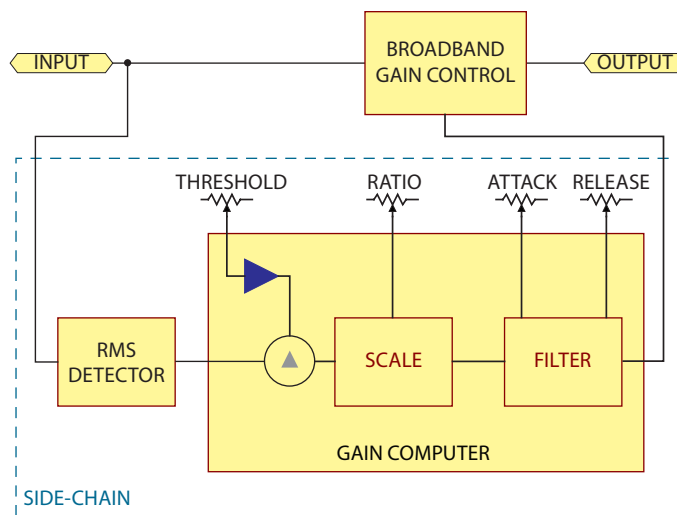 INPUT
BROADBAND
GAIN CONTROL
OUTPUT
THRESHOLD
RATIO
ATTACK
RELEASE
RMS
DETECTOR
SCALE
FILTER
GAIN COMPUTER
SIDE-CHAIN